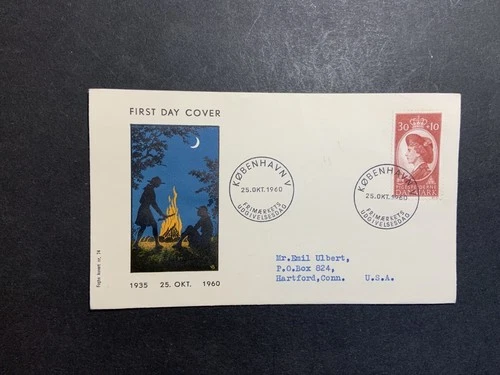 FIRST DAY COVER
KØBENHAVN V
25.OKT.1960
FRIMÆRKETS
UDGIVELSESDAG
30+10
DANMARK
KØBENHAVN
25.OKT.1960
FRIMÆRKETS
UDGIVELSESDAG
Mr.Emil Ulbert,
P.O.Box 824,
Hartford,Conn. U.S.A.
1935 25. OKT. 1960